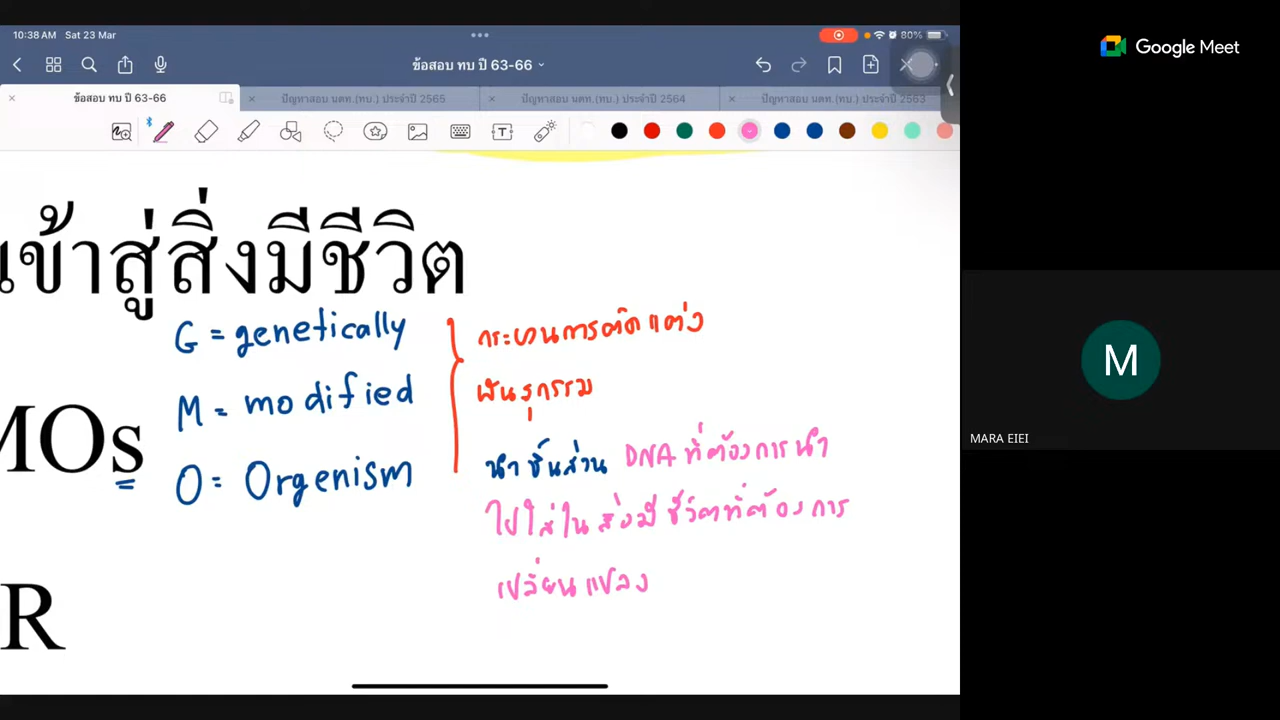 10:38 AM Sat 23 Mar
80%
Google Meet
ข้อสอบ ทบ ปี 63-66
ข้อสอบ ทบ ปี 63-66
ปัญหาสอบ นตท.(ทบ.) ประจำปี 2565
ปัญหาสอบ นตท.(ทบ.) ประจำปี 2564
ปัญหาสอบ นตท.(ทบ.) ประจำปี 2563
เข้าสู่สิ่งมีชีวิต
G = genetically
กระบวนการตัดแต่ง
M = modified
พันธุกรรม
MOs
O = Orgenism
นำชิ้นส่วน DNA ที่ต้องการนำ
ไปใส่ในสิ่งมีชีวิตที่ต้องการ
เปลี่ยนแปลง
R
M
MARA EIEI